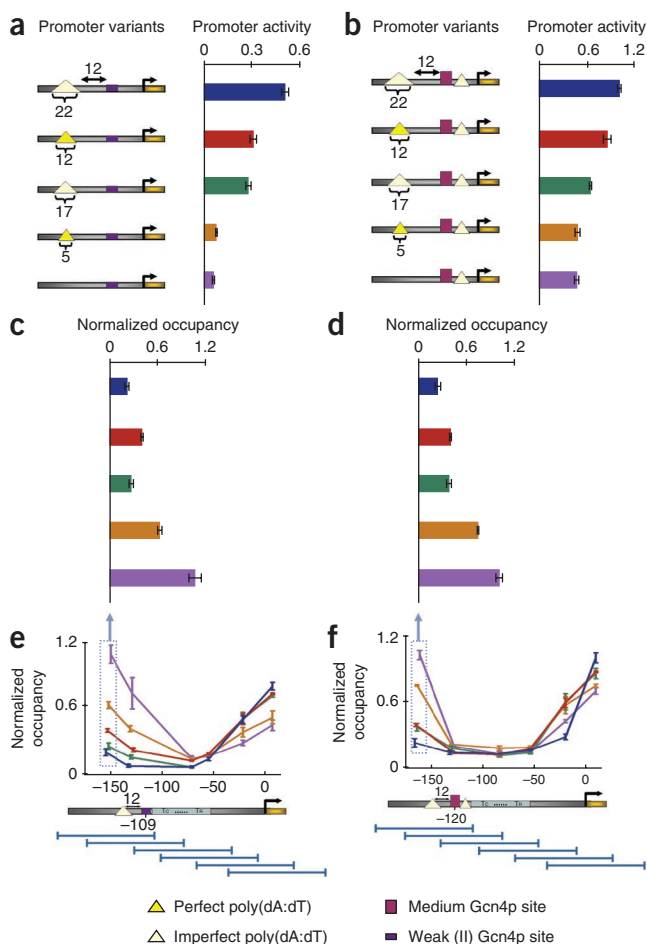 a Promoter variants Promoter activity
0 0.3 0.6
12
22
12
17
5
b Promoter variants Promoter activity
0 0.6 1.2
12
22
12
17
5
c Normalized occupancy
0 0.6 1.2
d Normalized occupancy
0 0.6 1.2
e
Normalized occupancy
1.2
0.6
0
−150 −100 −50 0
12
−109
Tc ...... Tn
f
Normalized occupancy
1.2
0.6
0
−150 −100 −50 0
12
−120
Tc ...... Tn
Perfect poly(dA:dT)
Medium Gcn4p site
Imperfect poly(dA:dT)
Weak (II) Gcn4p site